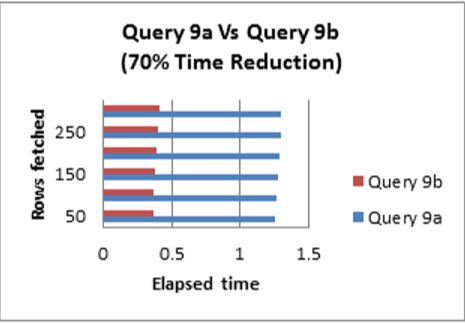 Query 9a Vs Query 9b
(70% Time Reduction)
Rows fetched
250
150
50
0 0.5 1 1.5
Elapsed time
Query 9b
Query 9a